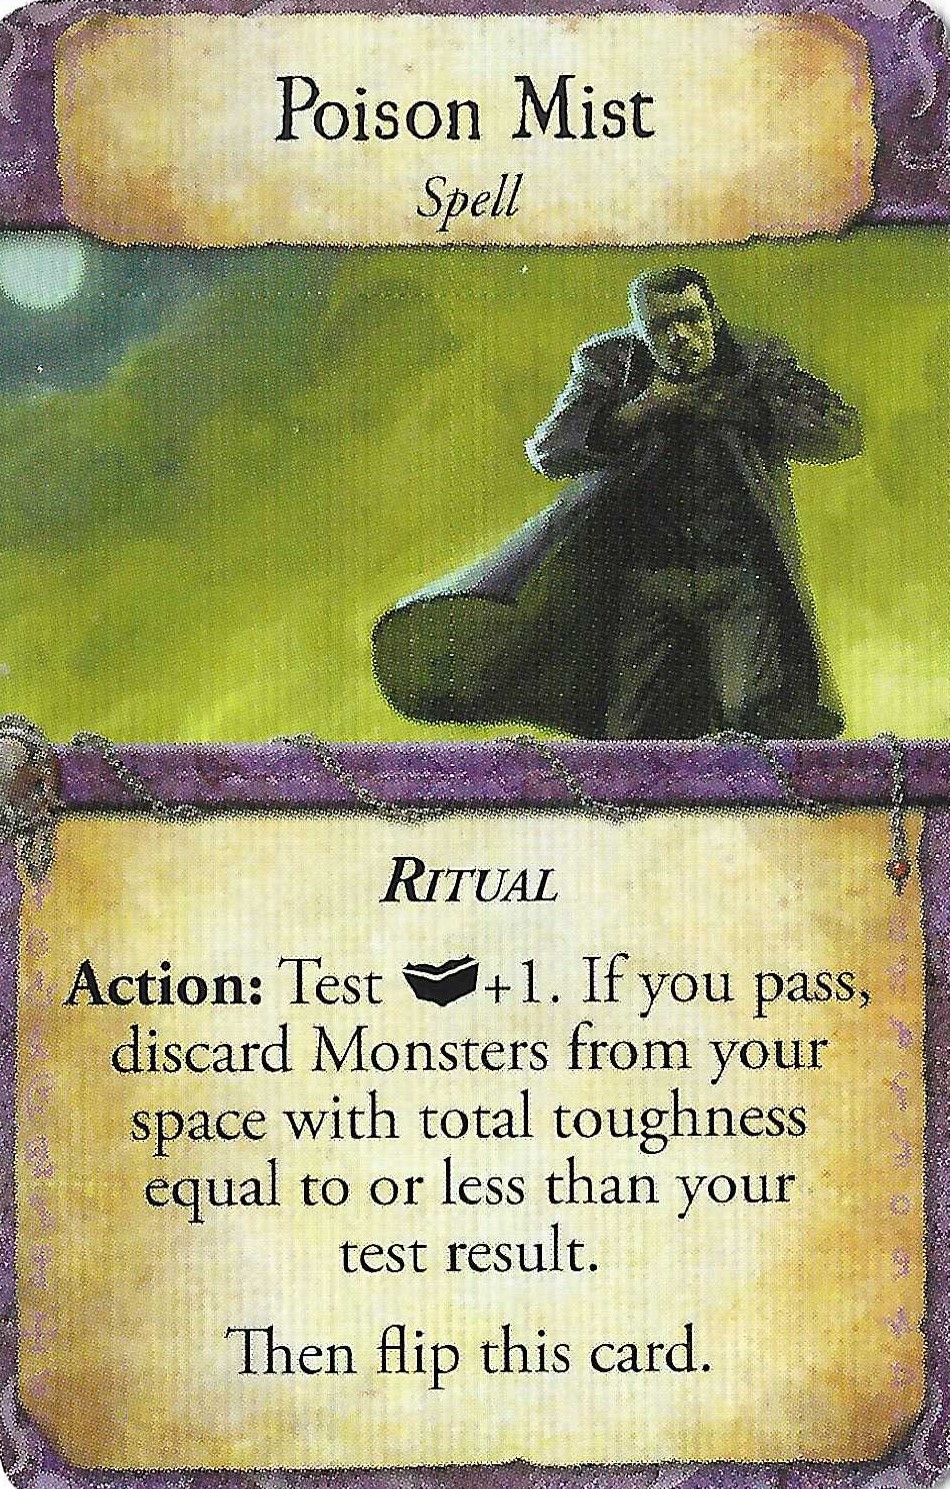 Poison Mist
Spell
RITUAL
Action: Test +1. If you pass,
discard Monsters from your
space with total toughness
equal to or less than your
test result.
Then flip this card.